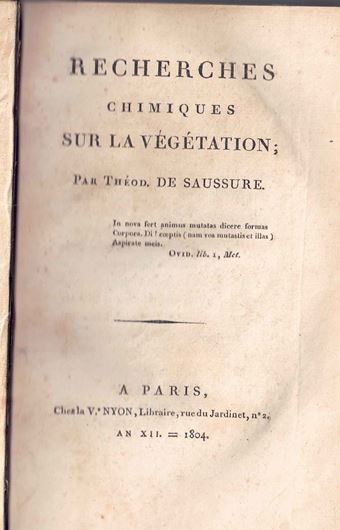 RECHERCHES
CHIMIQUES
SUR LA VÉGÉTATION;
PAR THÉOD. DE SAUSSURE.
In nova fert animus mutatas dicere formas
Corpora. Di! cœptis (nam vos mutastis et illas)
Aspirate meis.
OVID. lib. 1, Met.
A PARIS,
Chez la V.e NYON, Libraire, rue du Jardinet, n° 2.
AN XII. = 1804.